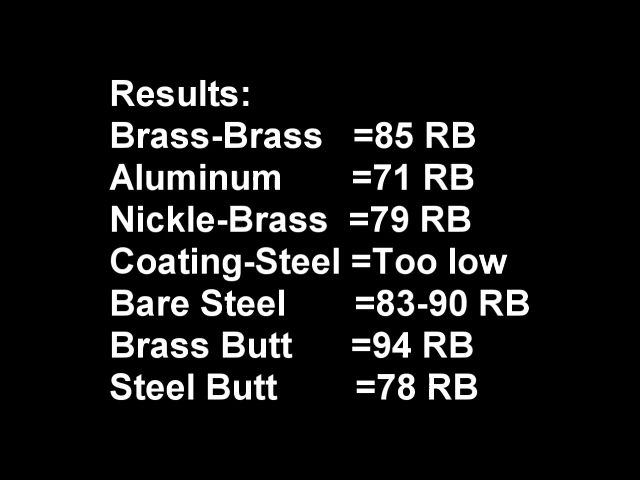 Results:
Brass-Brass =85 RB
Aluminum =71 RB
Nickle-Brass =79 RB
Coating-Steel =Too low
Bare Steel =83-90 RB
Brass Butt =94 RB
Steel Butt =78 RB